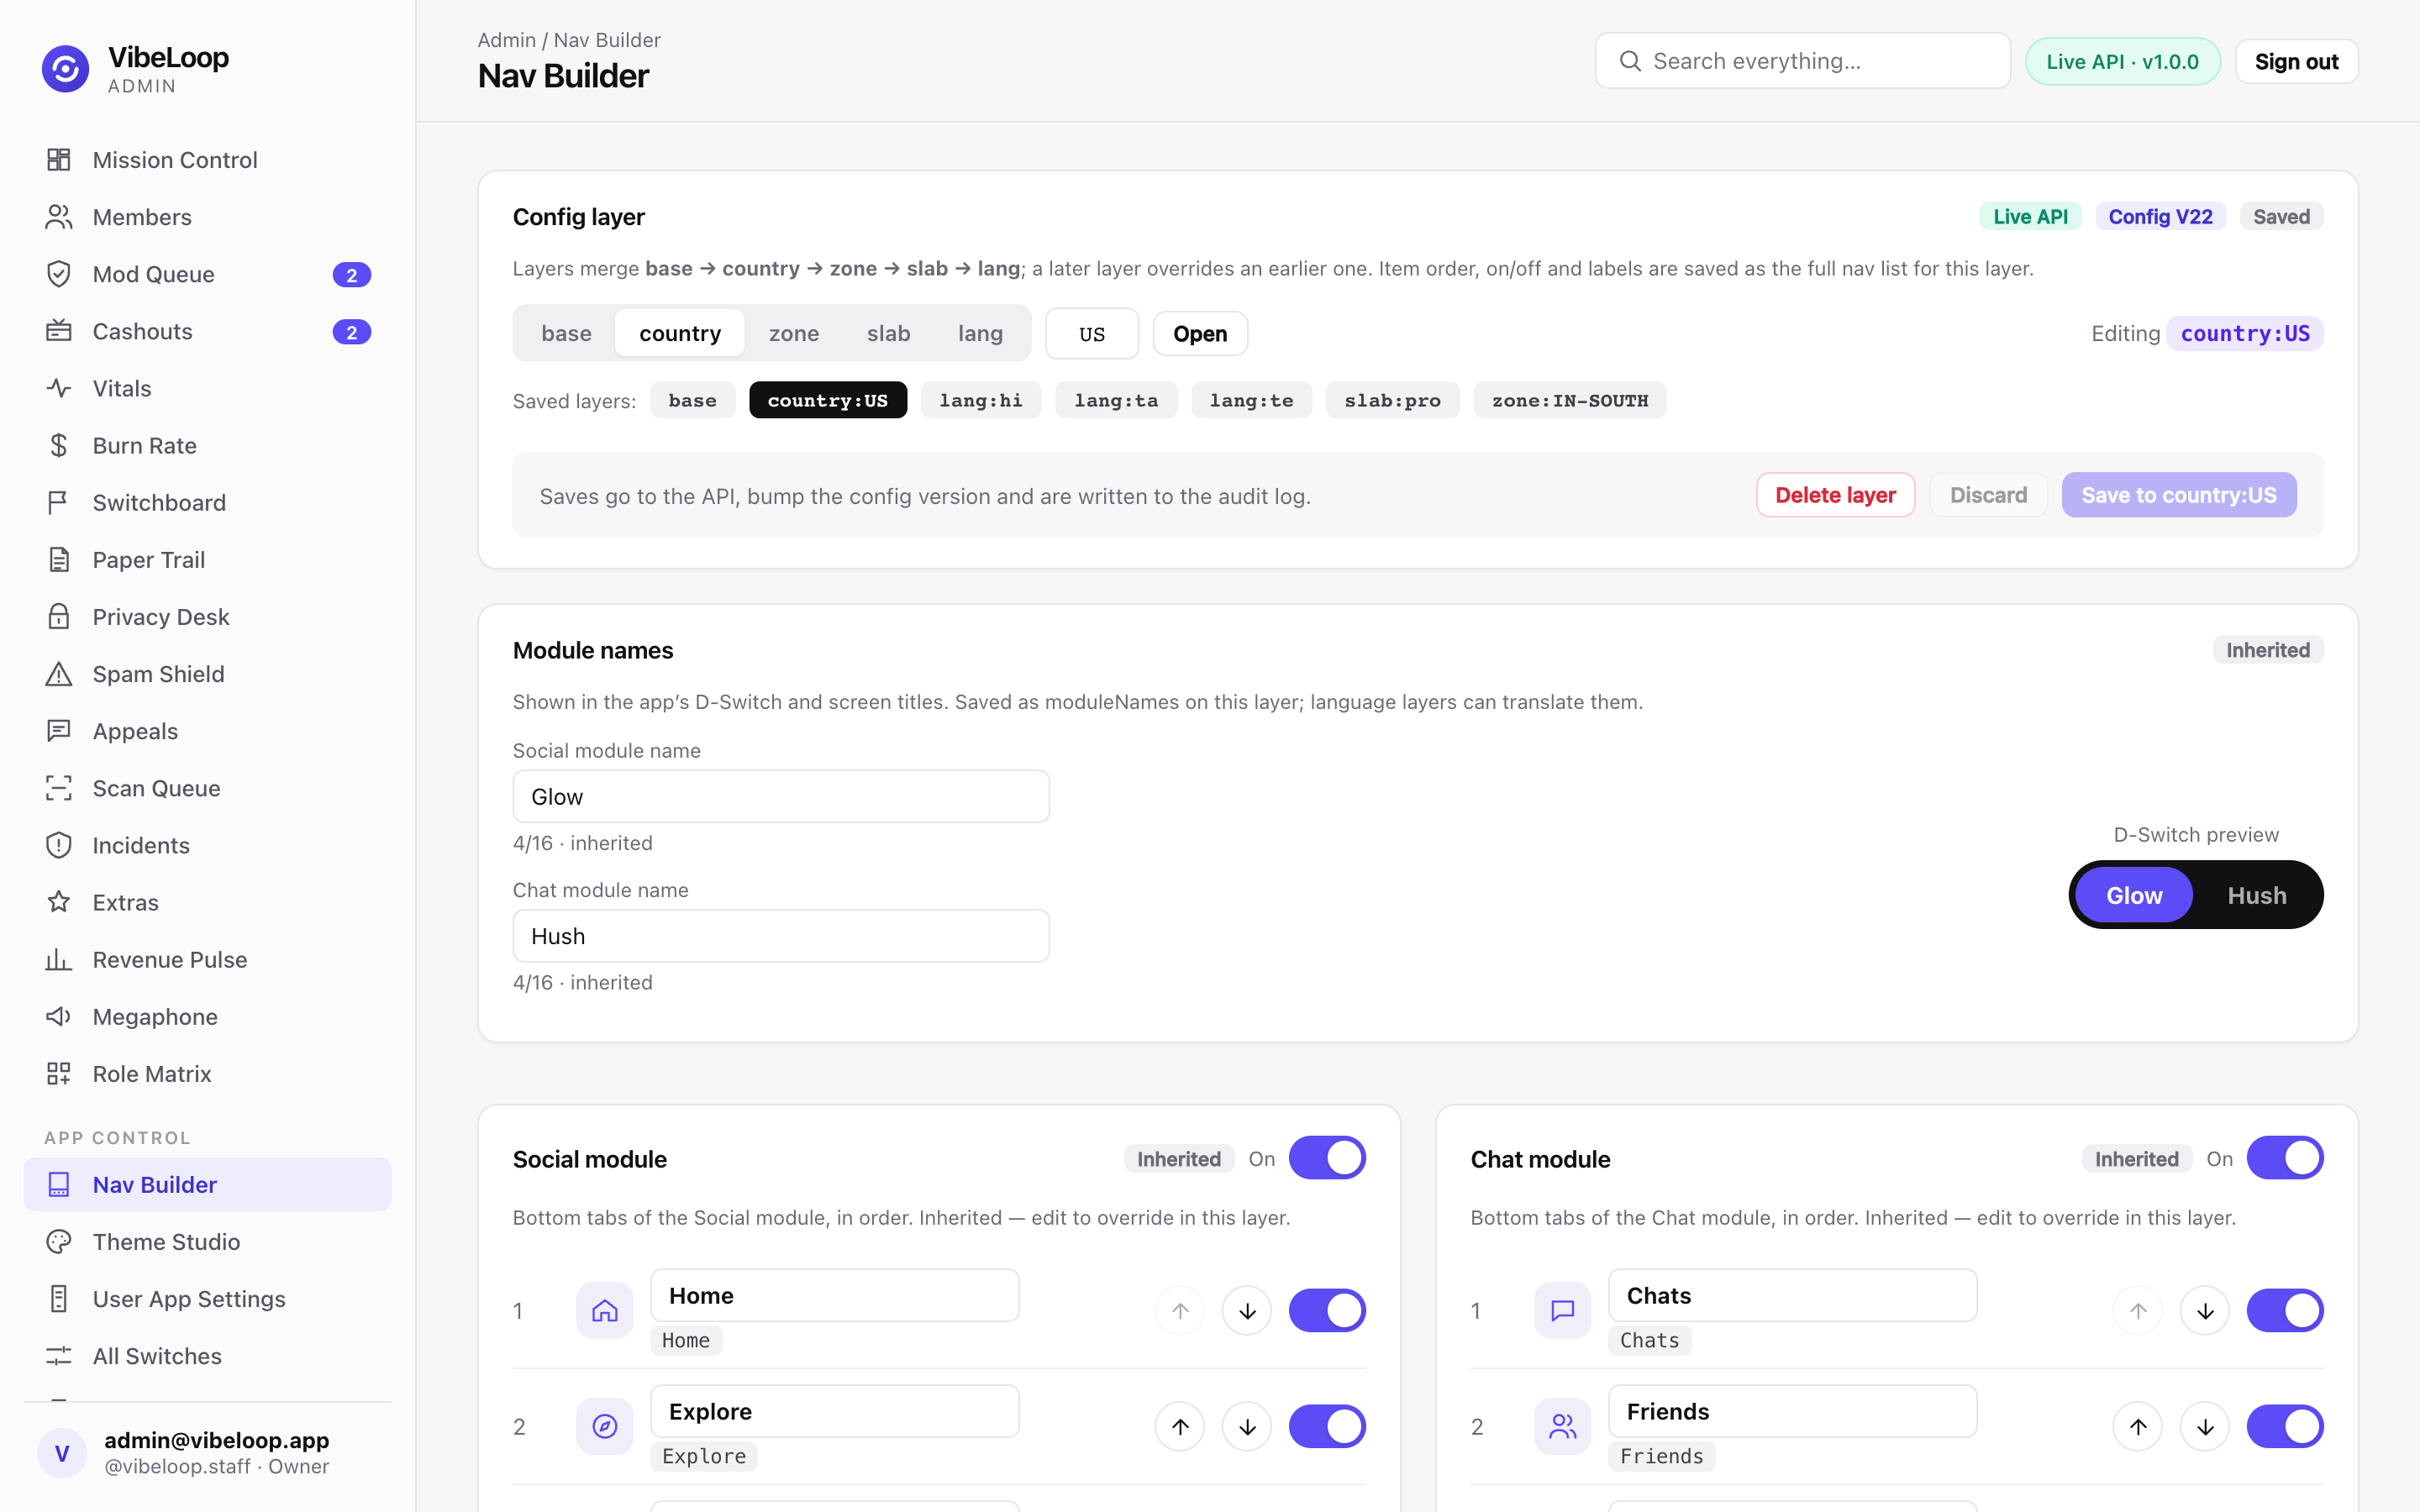 VibeLoop
ADMIN
Mission Control
Members
Mod Queue 2
Cashouts 2
Vitals
Burn Rate
Switchboard
Paper Trail
Privacy Desk
Spam Shield
Appeals
Scan Queue
Incidents
Extras
Revenue Pulse
Megaphone
Role Matrix
APP CONTROL
Nav Builder
Theme Studio
User App Settings
All Switches
V
admin@vibeloop.app
@vibeloop.staff · Owner
Admin / Nav Builder
Nav Builder
Search everything...
Live API · v1.0.0
Sign out
Config layer
Live API Config V22 Saved
Layers merge base → country → zone → slab → lang; a later layer overrides an earlier one. Item order, on/off and labels are saved as the full nav list for this layer.
base country zone slab lang US Open
Editing country:US
Saved layers: base country:US lang:hi lang:ta lang:te slab:pro zone:IN-SOUTH
Saves go to the API, bump the config version and are written to the audit log.
Delete layer Discard Save to country:US
Module names
Inherited
Shown in the app’s D-Switch and screen titles. Saved as moduleNames on this layer; language layers can translate them.
Social module name
Glow
4/16 · inherited
Chat module name
Hush
4/16 · inherited
D-Switch preview
Glow Hush
Social module
Inherited On
Bottom tabs of the Social module, in order. Inherited — edit to override in this layer.
1 Home
Home
2 Explore
Explore
Chat module
Inherited On
Bottom tabs of the Chat module, in order. Inherited — edit to override in this layer.
1 Chats
Chats
2 Friends
Friends